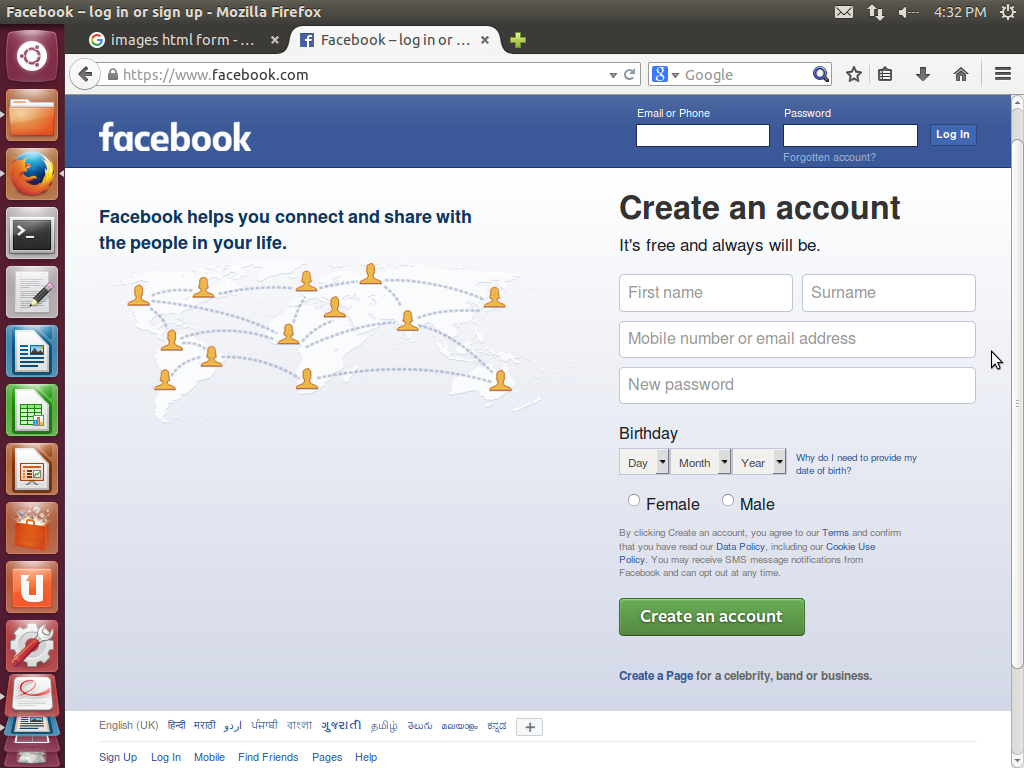 Facebook – log in or sign up - Mozilla Firefox
4:32 PM
images html form - ...
Facebook – log in or ...
https://www.facebook.com
Google
facebook
Email or Phone
Password
Log In
Forgotten account?
Facebook helps you connect and share with
the people in your life.
Create an account
It's free and always will be.
First name
Surname
Mobile number or email address
New password
Birthday
Day
Month
Year
Why do I need to provide my
date of birth?
Female
Male
By clicking Create an account, you agree to our Terms and confirm
that you have read our Data Policy, including our Cookie Use
Policy. You may receive SMS message notifications from
Facebook and can opt out at any time.
Create an account
Create a Page for a celebrity, band or business.
English (UK) हिन्दी मराठी اردو ਪੰਜਾਬੀ বাংলা ગુજરાતી தமிழ் తెలుగు മലയാളം ಕನ್ನಡ +
Sign Up Log In Mobile Find Friends Pages Help